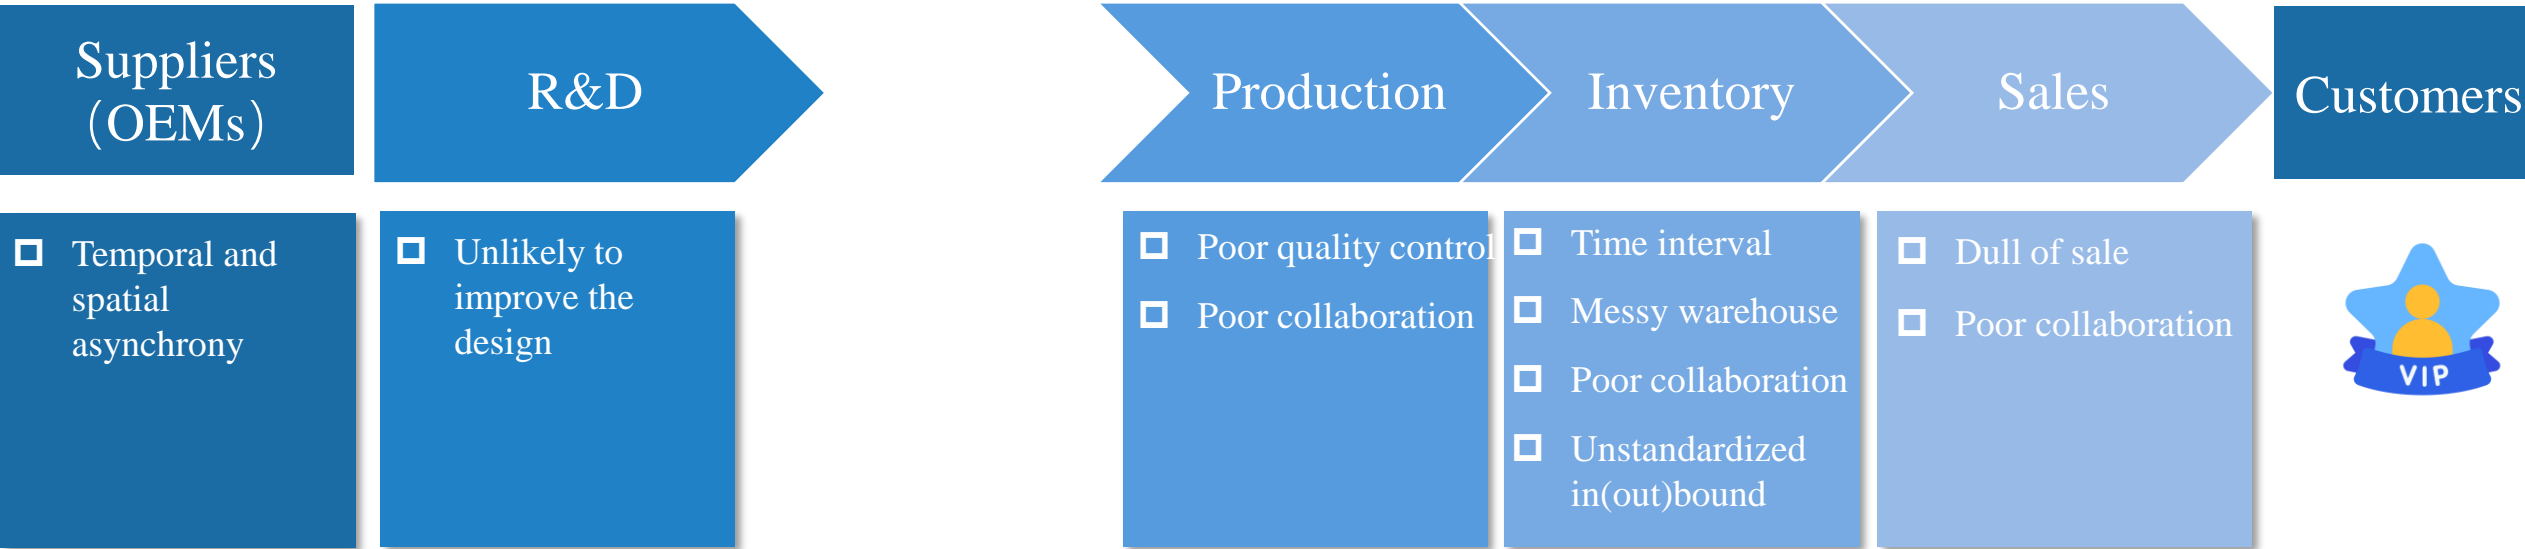 Suppliers
(OEMs)
R&D
Production
Inventory
Sales
Customers
Temporal and
spatial
asynchrony
Unlikely to
improve the
design
Poor quality control
Poor collaboration
Time interval
Messy warehouse
Poor collaboration
Unstandardized
in(out)bound
Dull of sale
Poor collaboration
VIP